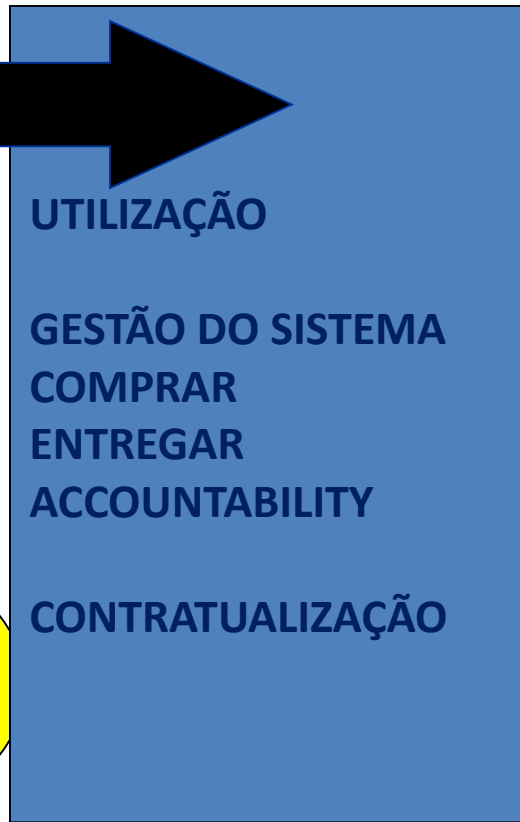 UTILIZAÇÃO
GESTÃO DO SISTEMA
COMPRAR
ENTREGAR
ACCOUNTABILITY
CONTRATUALIZAÇÃO